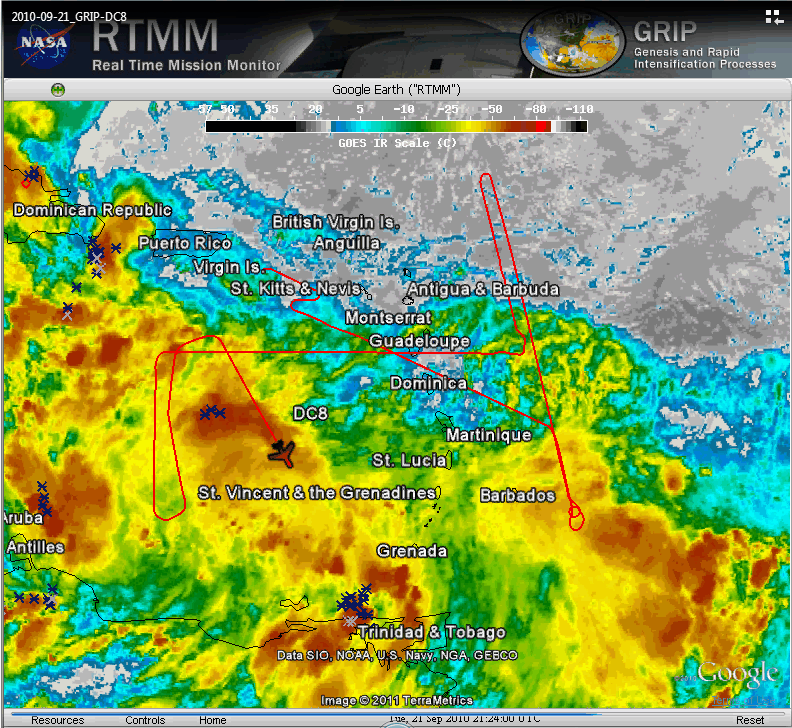 2010-09-21_GRIP-DC8
NASA
RTMM
Real Time Mission Monitor
GRIP
GRIP
Genesis and Rapid
Intensification Processes
Google Earth ("RTMM")
-57 50 35 20 5 -10 -25 -50 -80 -110
GOES IR Scale (C)
Dominican Republic
British Virgin Is.
Puerto Rico
Anguilla
Virgin Is.
St. Kitts & Nevis
Antigua & Barbuda
Montserrat
Guadeloupe
Dominica
DC8
Martinique
St. Lucia
St. Vincent & the Grenadines
Barbados
Aruba
Antilles
Grenada
Trinidad & Tobago
Data SIO, NOAA, U.S. Navy, NGA, GEBCO
Google
Image © 2011 TerraMetrics
Resources
Controls
Home
Tue, 21 Sep 2010 21:24:00 UTC
Reset